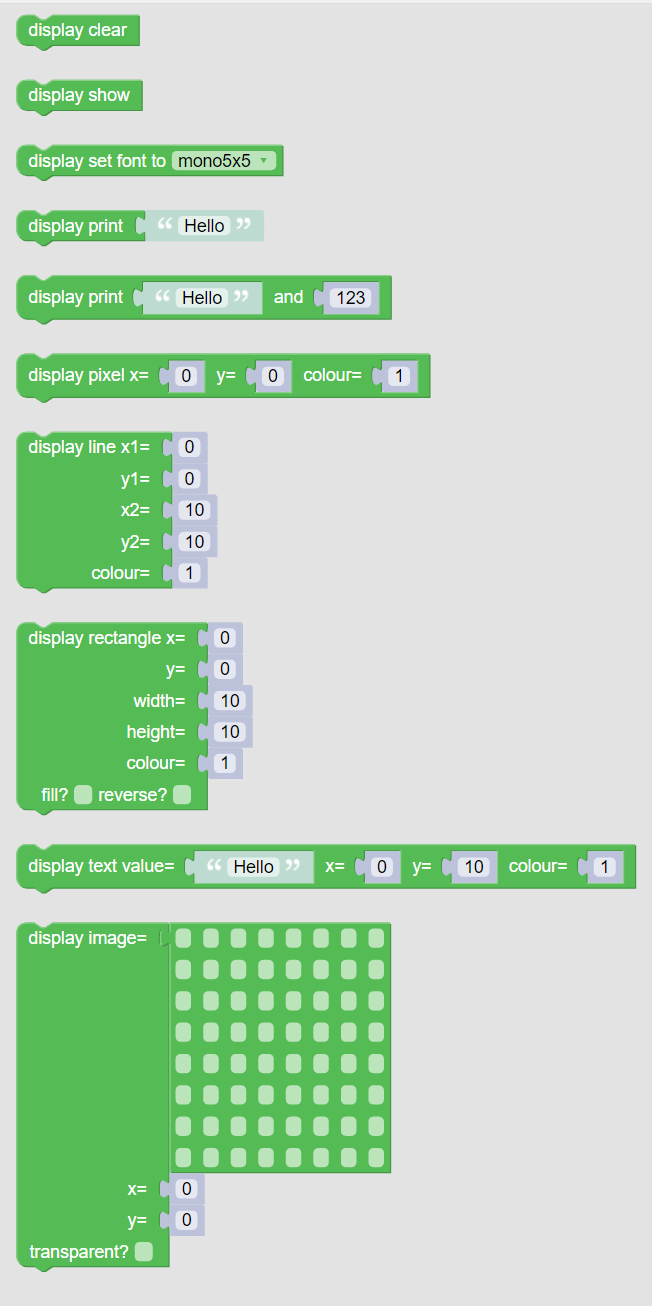 display clear
display show
display set font to mono5x5 ▾
display print “ Hello ”
display print “ Hello ” and 123
display pixel x= 0 y= 0 colour= 1
display line x1= 0
y1= 0
x2= 10
y2= 10
colour= 1
display rectangle x= 0
y= 0
width= 10
height= 10
colour= 1
fill? reverse?
display text value= “ Hello ” x= 0 y= 10 colour= 1
display image=
x= 0
y= 0
transparent?